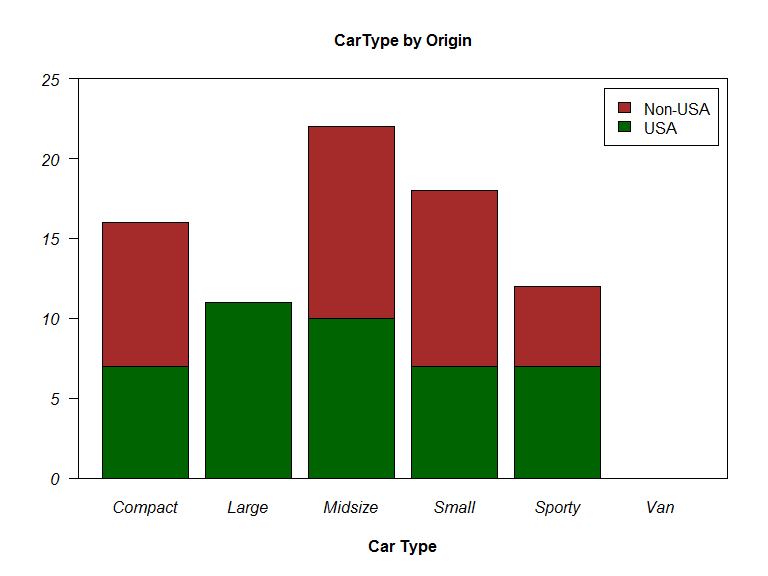 CarType by Origin
25
20
15
10
5
0
Non-USA
USA
Compact Large Midsize Small Sporty Van
Car Type